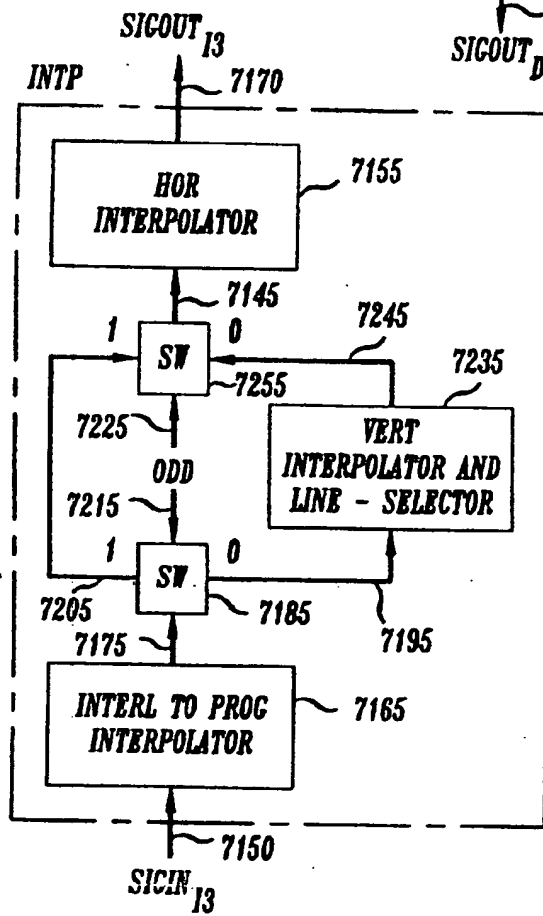 SIGOUT I3
SIGOUT D
INTP
7170
HOR
INTERPOLATOR
7155
7145
1
0
7245
SW
7255
7235
7225
VERT
INTERPOLATOR AND
LINE - SELECTOR
ODD
7215
1
0
SW
7205
7185
7195
7175
INTERL TO PROG
INTERPOLATOR
7165
7150
SIGIN I3